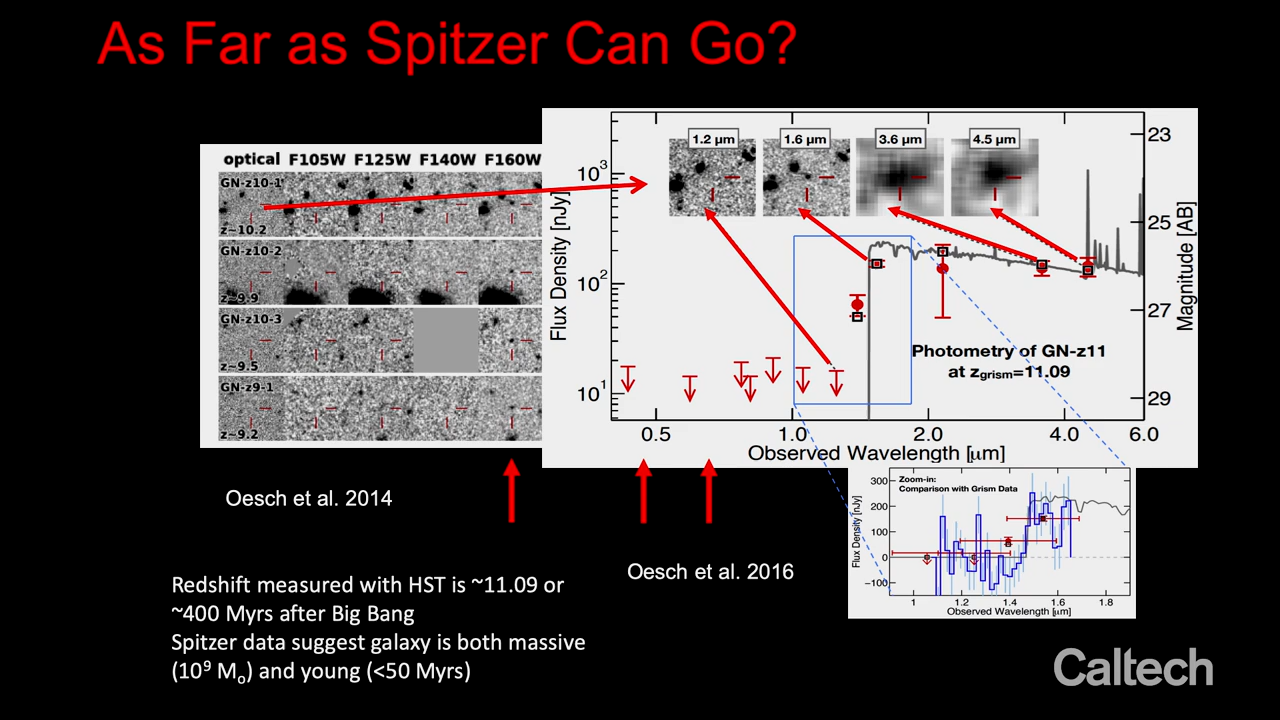 As Far as Spitzer Can Go?
optical F105W F125W F140W F160W
GN-z10-1
z~10.2
GN-z10-2
z~9.9
GN-z10-3
z~9.5
GN-z9-1
z~9.2
1.2 μm 1.6 μm 3.6 μm 4.5 μm
Flux Density [nJy]
10³
10²
10¹
23
25
27
29
Magnitude [AB]
Photometry of GN-z11
at zgrism=11.09
0.5 1.0 2.0 4.0 6.0
Observed Wavelength [μm]
Zoom-in:
Comparison with Grism Data
Flux Density [nJy]
300
200
100
0
−100
1 1.2 1.4 1.6 1.8
Observed Wavelength [μm]
Oesch et al. 2014
Oesch et al. 2016
Redshift measured with HST is ~11.09 or
~400 Myrs after Big Bang
Spitzer data suggest galaxy is both massive
(10⁹ Mₒ) and young (<50 Myrs)
Caltech